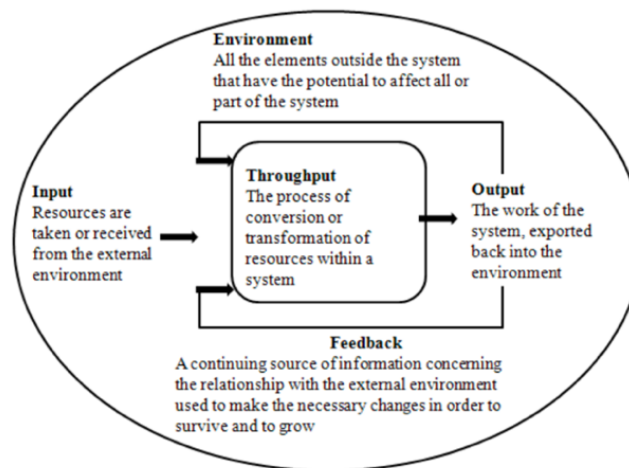 Environment
All the elements outside the system
that have the potential to affect all or
part of the system
Input
Resources are
taken or received
from the external
environment
Throughput
The process of
conversion or
transformation of
resources within a
system
Output
The work of the
system, exported
back into the
environment
Feedback
A continuing source of information concerning
the relationship with the external environment
used to make the necessary changes in order to
survive and to grow